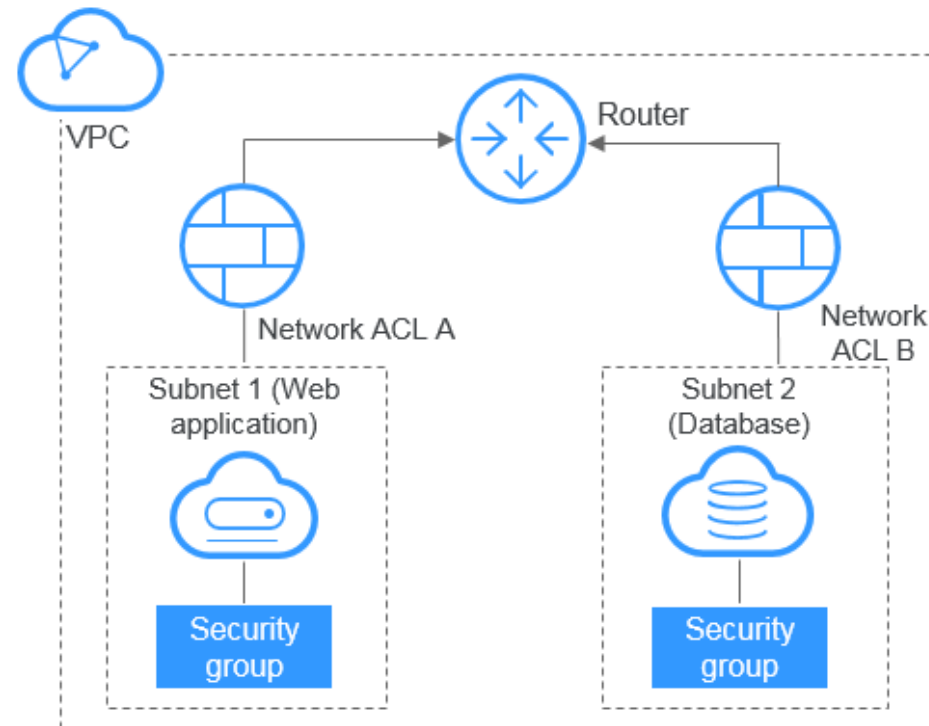 VPC
Router
Network ACL A
Network
ACL B
Subnet 1 (Web
application)
Security
group
Subnet 2
(Database)
Security
group